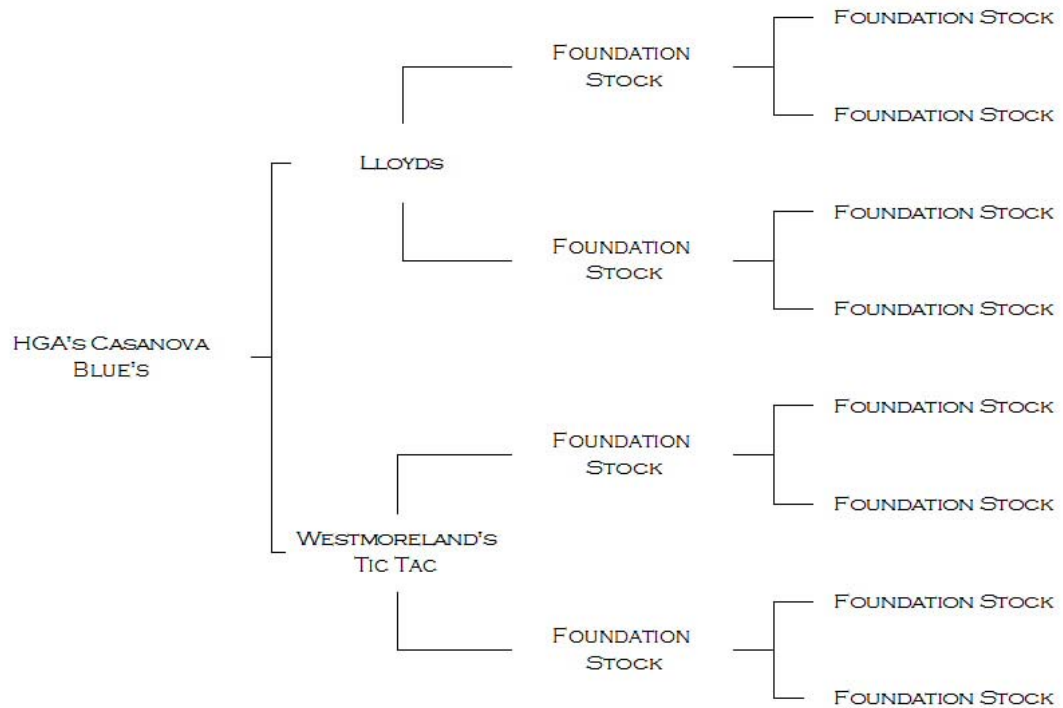 Foundation Stock
Foundation
Stock
Foundation Stock
Lloyds
Foundation Stock
Foundation
Stock
Foundation Stock
HGA's Casanova
Blue's
Foundation Stock
Foundation
Stock
Foundation Stock
Westmoreland's
Tic Tac
Foundation Stock
Foundation
Stock
Foundation Stock